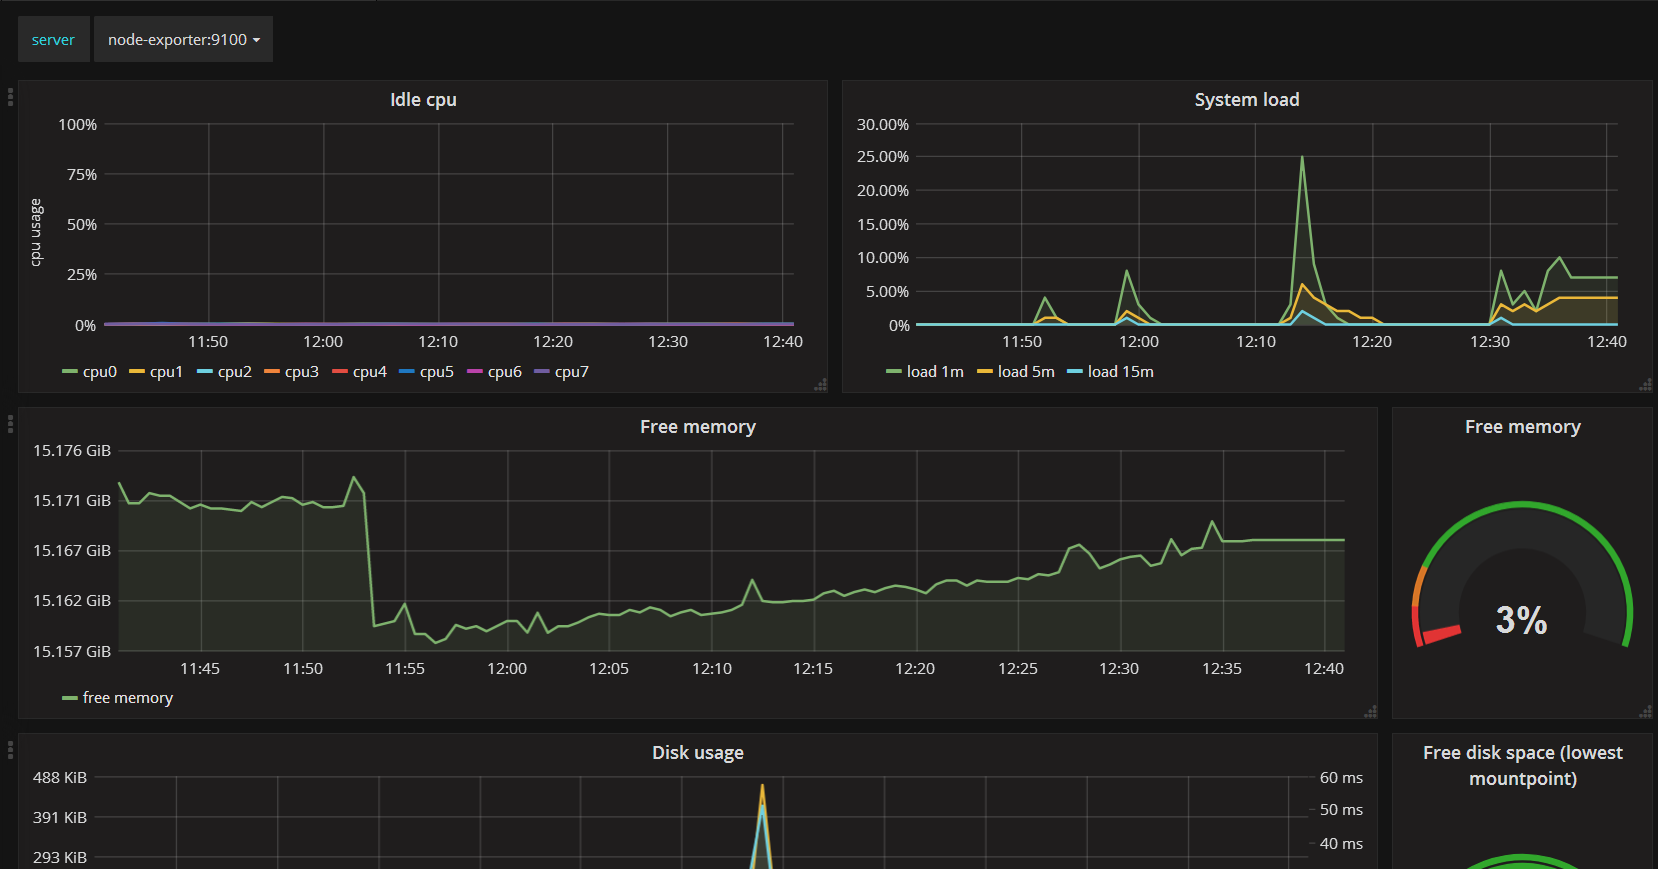 server node-exporter:9100
Idle cpu
100%
75%
50%
25%
0%
cpu usage
11:50 12:00 12:10 12:20 12:30 12:40
cpu0 cpu1 cpu2 cpu3 cpu4 cpu5 cpu6 cpu7
System load
30.00%
25.00%
20.00%
15.00%
10.00%
5.00%
0%
11:50 12:00 12:10 12:20 12:30 12:40
load 1m load 5m load 15m
Free memory
15.176 GiB
15.171 GiB
15.167 GiB
15.162 GiB
15.157 GiB
11:45 11:50 11:55 12:00 12:05 12:10 12:15 12:20 12:25 12:30 12:35 12:40
free memory
Free memory
3%
Disk usage
488 KiB
391 KiB
293 KiB
60 ms
50 ms
40 ms
Free disk space (lowest
mountpoint)